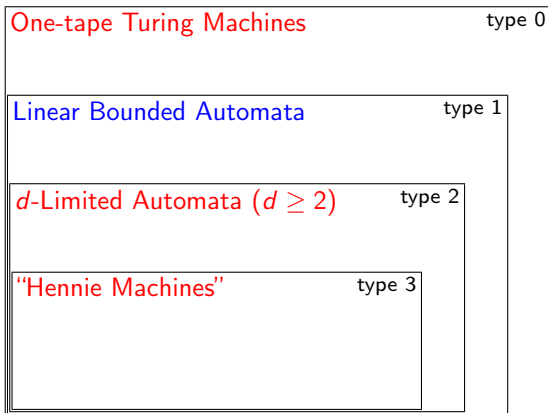 One-tape Turing Machines type 0
Linear Bounded Automata type 1
d-Limited Automata (d ≥ 2) type 2
“Hennie Machines” type 3